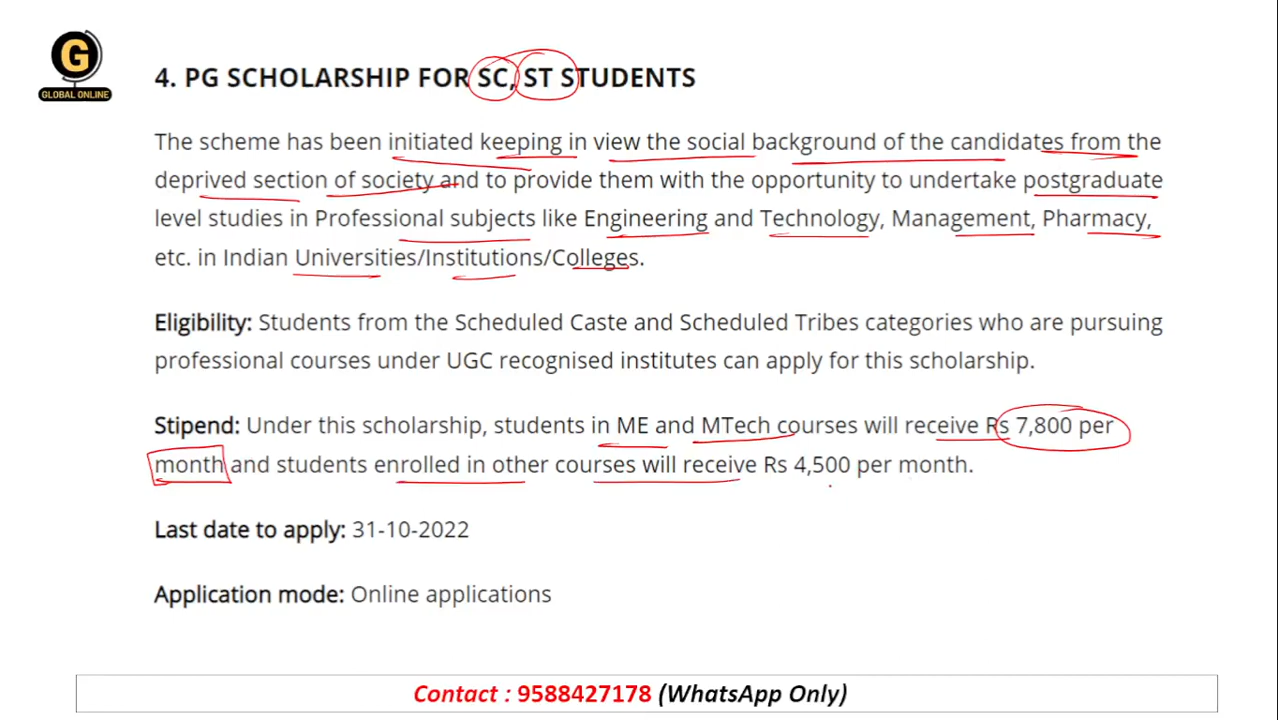 G
GLOBAL ONLINE
4. PG SCHOLARSHIP FOR SC, ST STUDENTS
The scheme has been initiated keeping in view the social background of the candidates from the
deprived section of society and to provide them with the opportunity to undertake postgraduate
level studies in Professional subjects like Engineering and Technology, Management, Pharmacy,
etc. in Indian Universities/Institutions/Colleges.
Eligibility: Students from the Scheduled Caste and Scheduled Tribes categories who are pursuing
professional courses under UGC recognised institutes can apply for this scholarship.
Stipend: Under this scholarship, students in ME and MTech courses will receive Rs 7,800 per
month and students enrolled in other courses will receive Rs 4,500 per month.
Last date to apply: 31-10-2022
Application mode: Online applications
Contact : 9588427178 (WhatsApp Only)